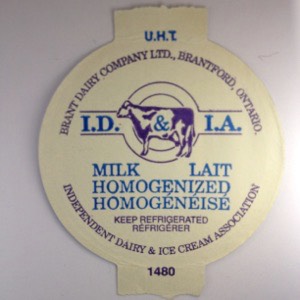 U.H.T.
BRANT DAIRY COMPANY LTD., BRANTFORD, ONTARIO.
I.D. & I.A.
MILK LAIT
HOMOGENIZED
HOMOGÉNÉISÉ
KEEP REFRIGERATED
RÉFRIGÉRER
INDEPENDENT DAIRY & ICE CREAM ASSOCIATION
1480